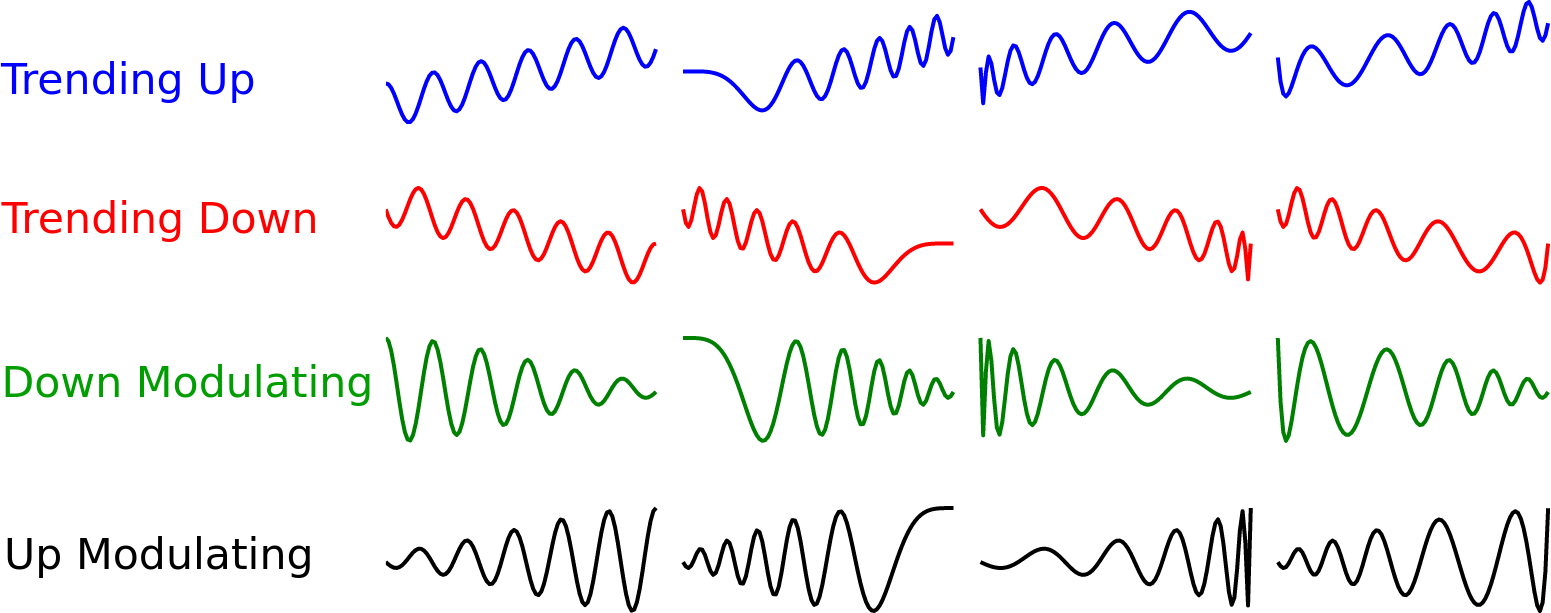 Trending Up
Trending Down
Down Modulating
Up Modulating